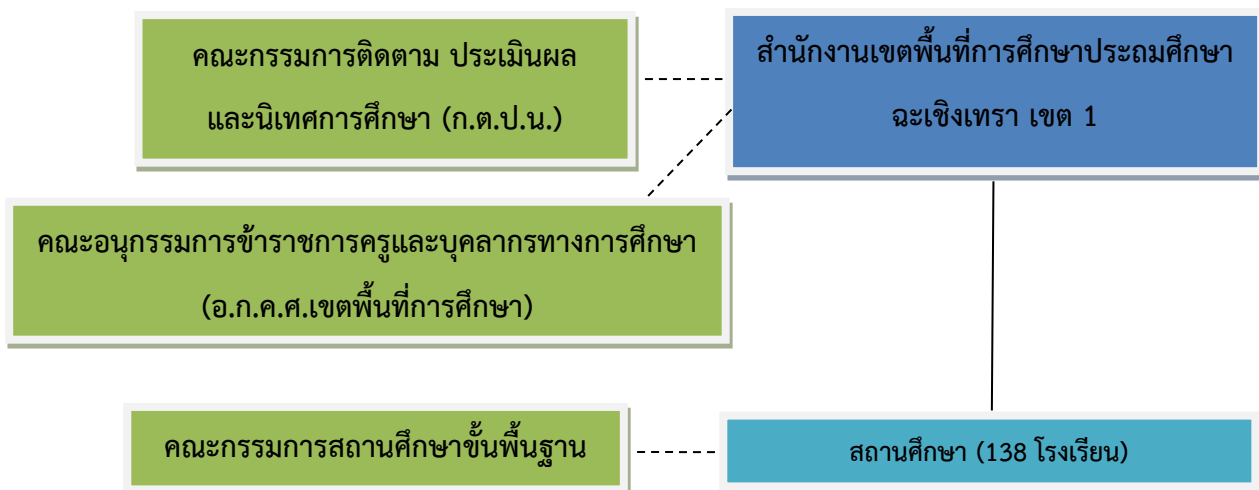 คณะกรรมการติดตาม ประเมินผล
และนิเทศการศึกษา (ก.ต.ป.น.)
สำนักงานเขตพื้นที่การศึกษาประถมศึกษา
ฉะเชิงเทรา เขต 1
คณะอนุกรรมการข้าราชการครูและบุคลากรทางการศึกษา
(อ.ก.ค.ศ.เขตพื้นที่การศึกษา)
คณะกรรมการสถานศึกษาขั้นพื้นฐาน
สถานศึกษา (138 โรงเรียน)